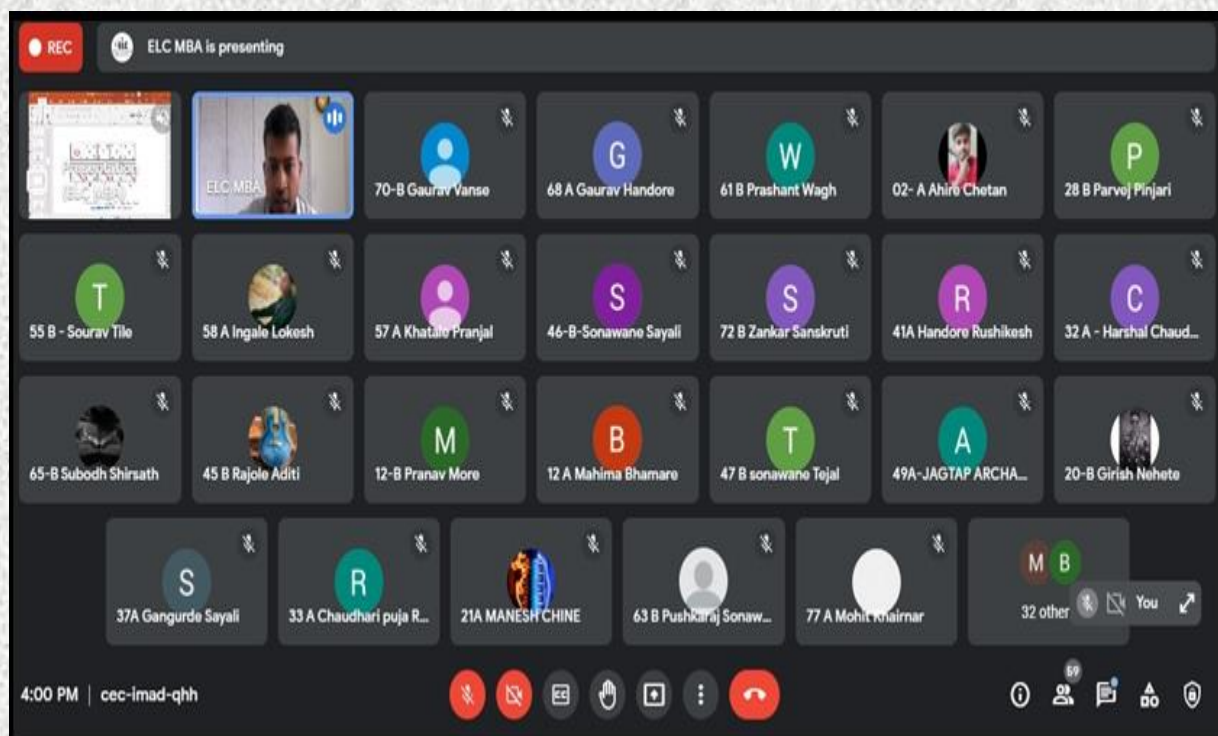 REC
ELC MBA is presenting
ELC MBA
70-B Gaurav Vanse
G
68 A Gaurav Handore
W
61 B Prashant Wagh
02- A Ahire Chetan
P
28 B Parvej Pinjari
T
55 B - Sourav Tile
58 A Ingale Lokesh
57 A Khatale Pranjal
S
46-B-Sonawane Sayali
S
72 B Zankar Sanskruti
R
41A Handore Rushikesh
C
32 A - Harshal Chaud...
65-B Subodh Shirsath
45 B Rajole Aditi
M
12-B Pranav More
B
12 A Mahima Bhamare
T
47 B sonawane Tejal
A
49A-JAGTAP ARCHA...
20-B Girish Nehete
S
37A Gangurde Sayali
R
33 A Chaudhari puja R...
21A MANESH CHINE
63 B Pushkaraj Sonaw...
77 A Mohit Khairnar
M B
32 other
You
4:00 PM | cec-imad-qhh
CC
59